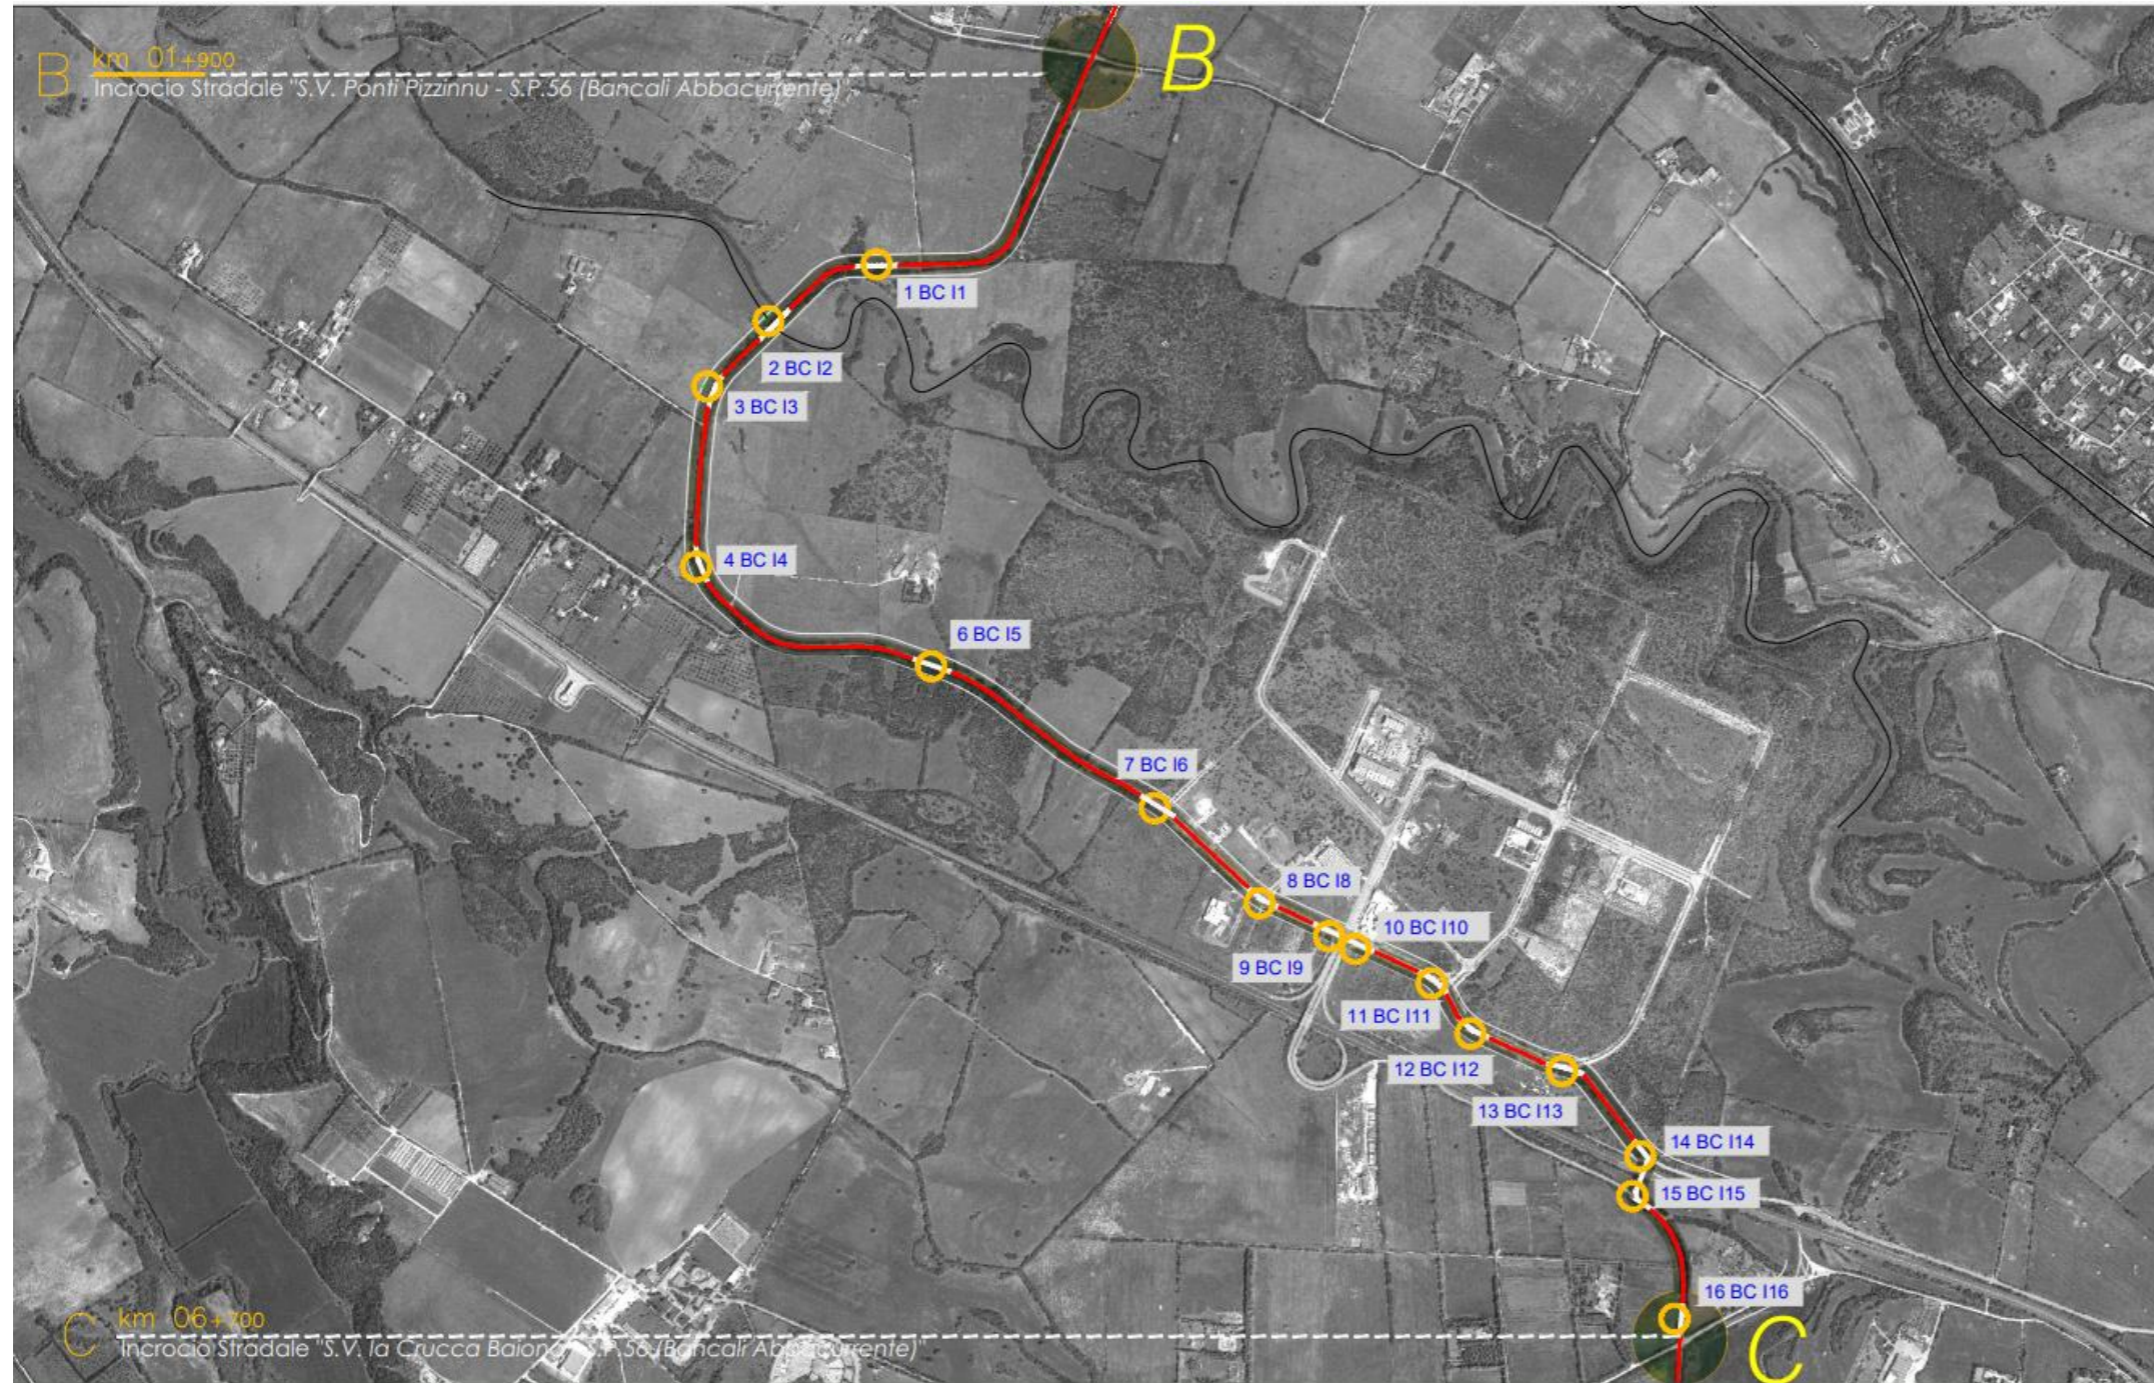 B
km 01+900
Incrocio Stradale "S.V. Ponti Pizzinnu - S.P.56 (Bancali Abbacurrente)"
B
1 BC I1
2 BC I2
3 BC I3
4 BC I4
6 BC I5
7 BC I6
8 BC I8
10 BC I10
9 BC I9
11 BC I11
12 BC I12
13 BC I13
14 BC I14
15 BC I15
16 BC I16
C
km 06+700
Incrocio Stradale "S.V. la Crucca Baiona - S.P.56 (Bancali Abbacurrente)"
C